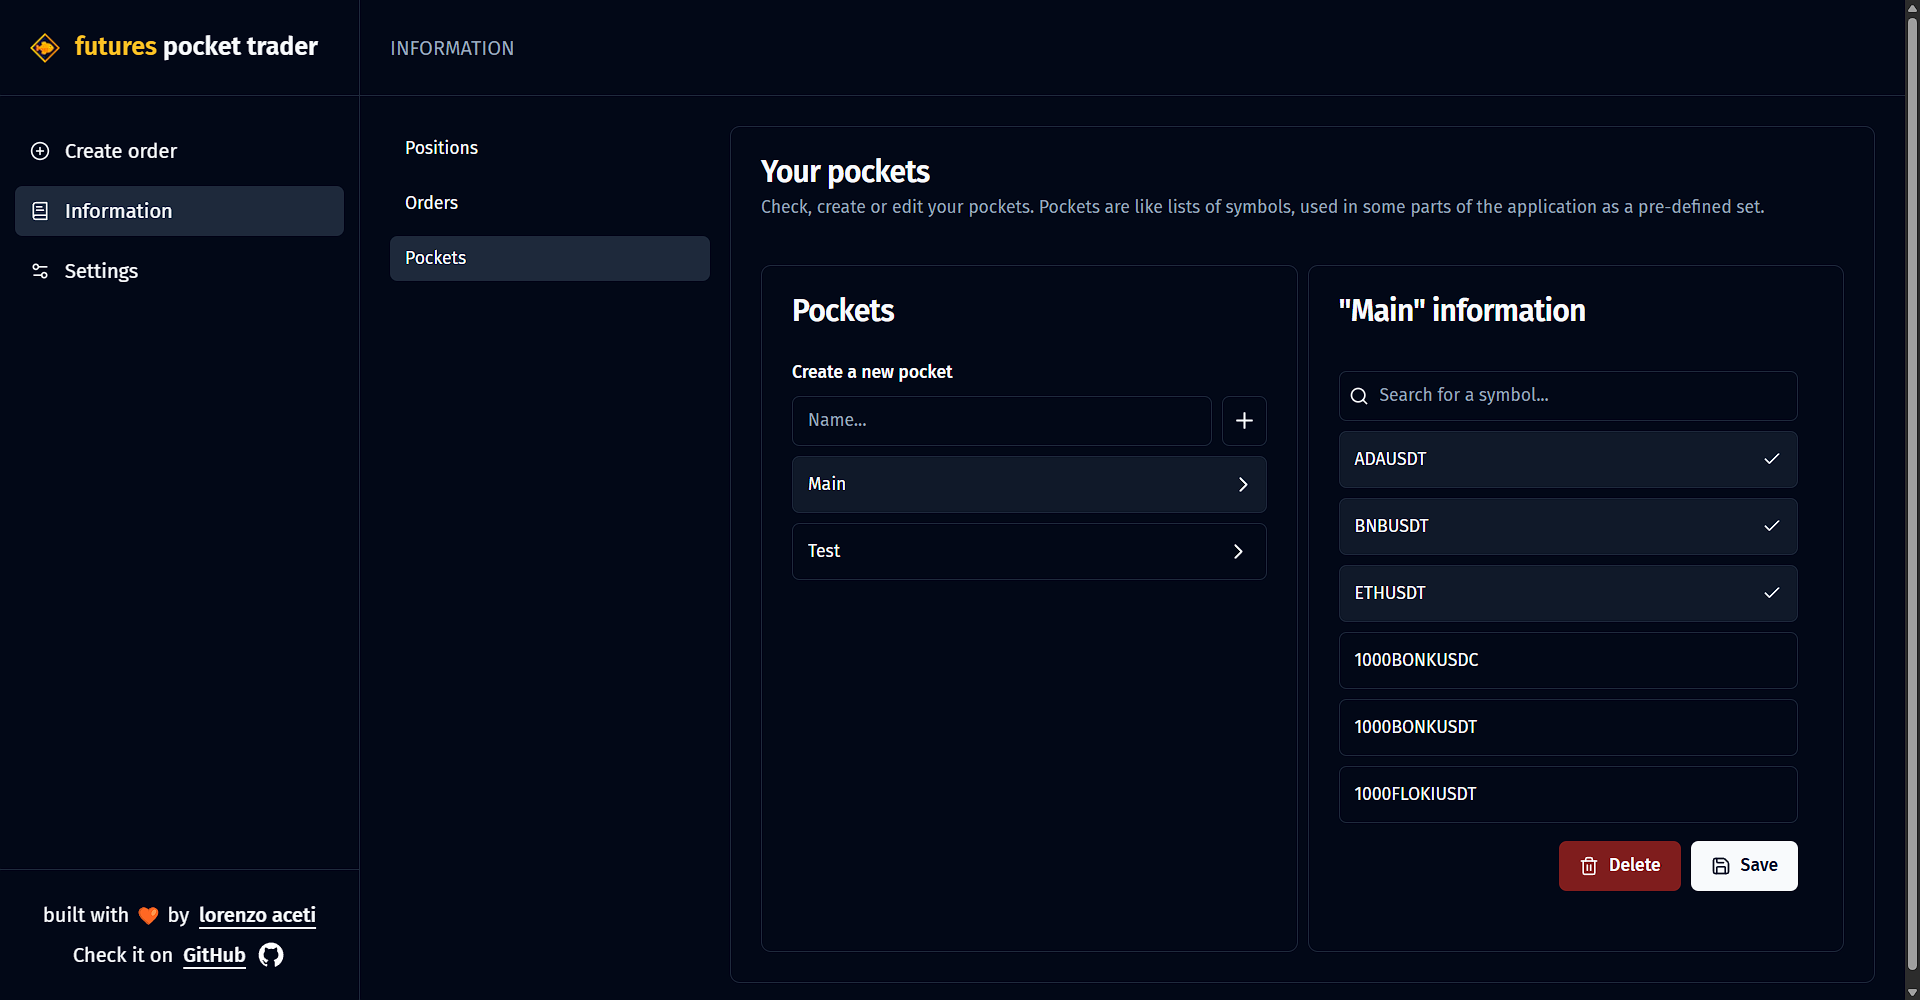 futures pocket trader
INFORMATION
Create order
Information
Settings
Positions
Orders
Pockets
Your pockets
Check, create or edit your pockets. Pockets are like lists of symbols, used in some parts of the application as a pre-defined set.
Pockets
Create a new pocket
Name...
Main
Test
"Main" information
Search for a symbol...
ADAUSDT
BNBUSDT
ETHUSDT
1000BONKUSDC
1000BONKUSDT
1000FLOKIUSDT
Delete
Save
built with 🧡 by lorenzo aceti
Check it on GitHub